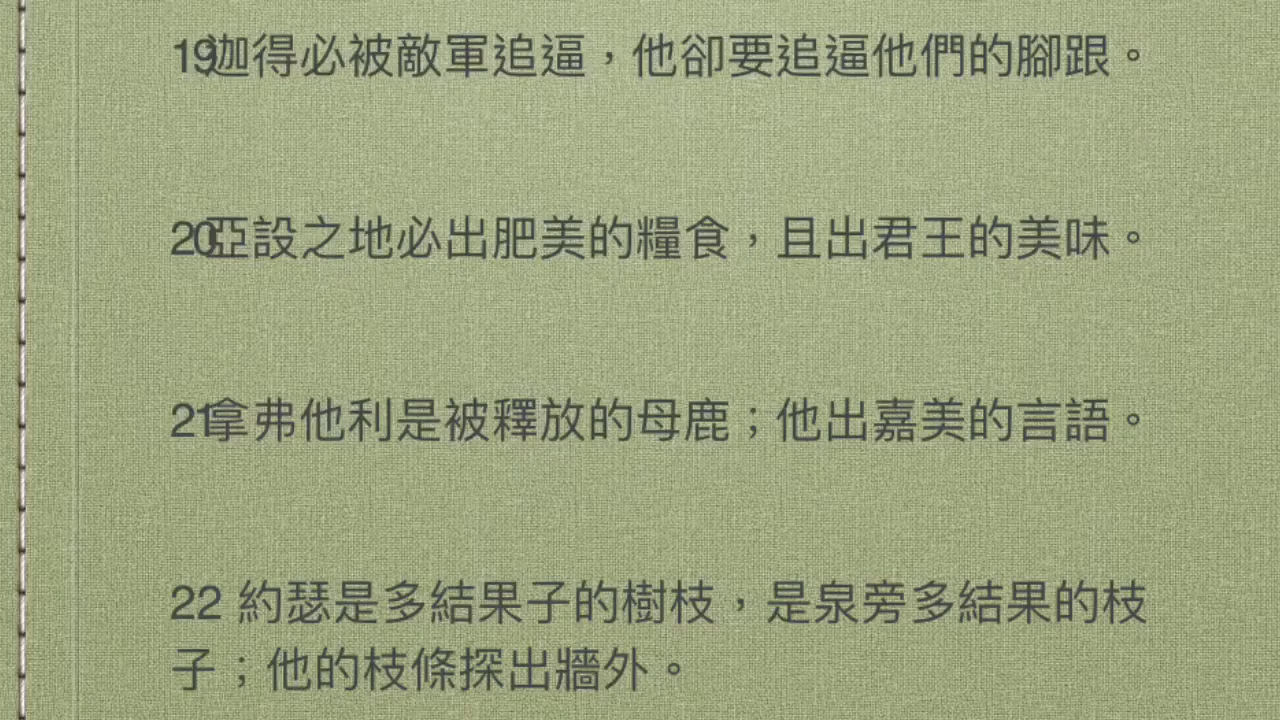 19迦得必被敵軍追逼，他卻要追逼他們的腳跟。
20亞設之地必出肥美的糧食，且出君王的美味。
21拿弗他利是被釋放的母鹿；他出嘉美的言語。
22 約瑟是多結果子的樹枝，是泉旁多結果的枝
子；他的枝條探出牆外。